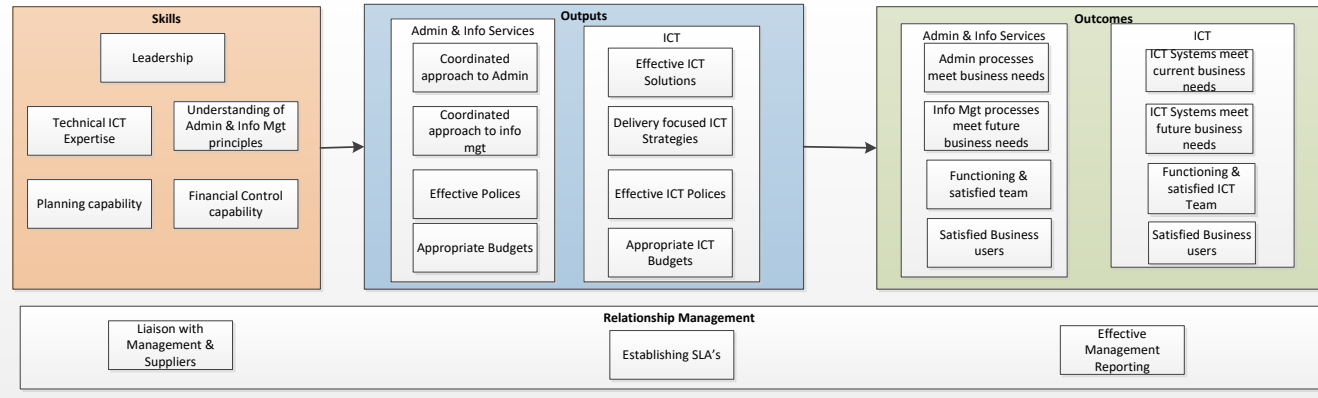 Skills
Leadership
Technical ICT
Expertise
Understanding of
Admin & Info Mgt
principles
Planning capability
Financial Control
capability
Outputs
Admin & Info Services
Coordinated
approach to Admin
Coordinated
approach to info
mgt
Effective Polices
Appropriate Budgets
ICT
Effective ICT
Solutions
Delivery focused ICT
Strategies
Effective ICT Polices
Appropriate ICT
Budgets
Outcomes
Admin & Info Services
Admin processes
meet business needs
Info Mgt processes
meet future
business needs
Functioning &
satisfied team
Satisfied Business
users
ICT
ICT Systems meet
current business
needs
ICT Systems meet
future business
needs
Functioning &
satisfied ICT
Team
Satisfied Business
users
Relationship Management
Liaison with
Management &
Suppliers
Establishing SLA's
Effective
Management
Reporting